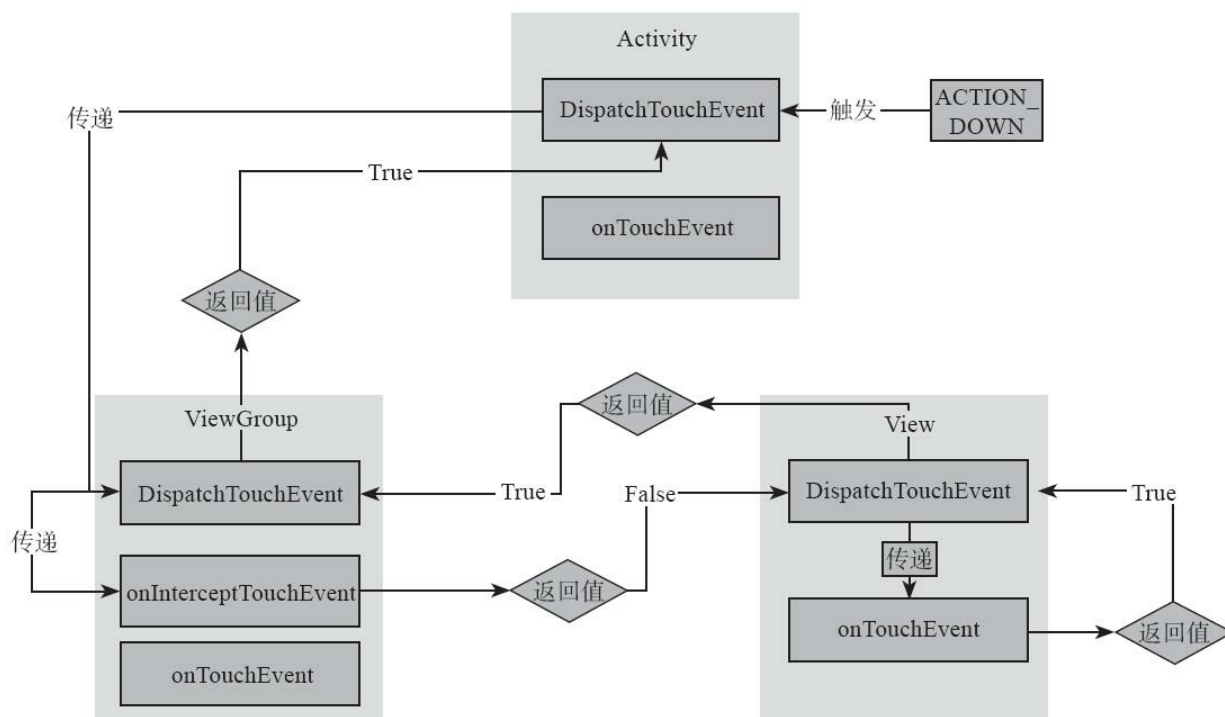 Activity
DispatchTouchEvent
触发
ACTION_
DOWN
传递
True
onTouchEvent
返回值
ViewGroup
返回值
View
DispatchTouchEvent
True
False
DispatchTouchEvent
True
传递
传递
onInterceptTouchEvent
返回值
onTouchEvent
返回值
onTouchEvent